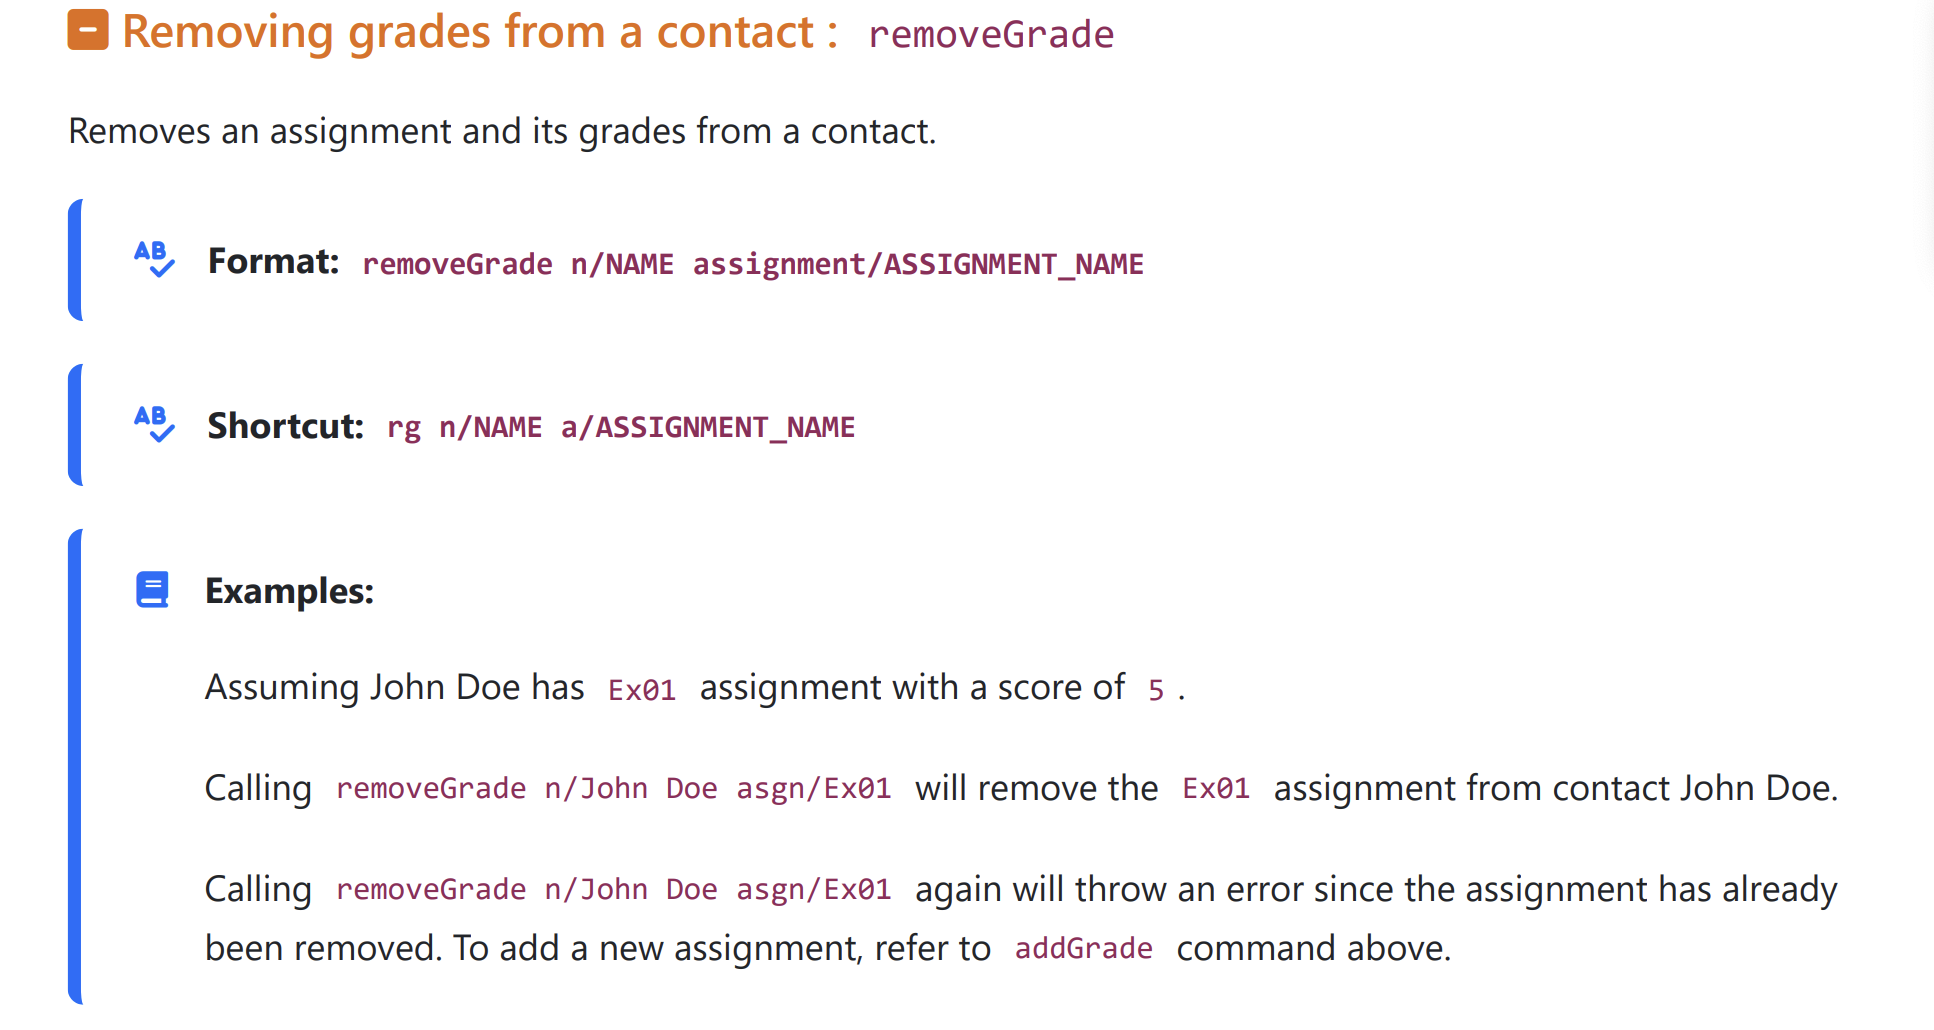 Removing grades from a contact : removeGrade
Removes an assignment and its grades from a contact.
Format: removeGrade n/NAME assignment/ASSIGNMENT_NAME
Shortcut: rg n/NAME a/ASSIGNMENT_NAME
Examples:
Assuming John Doe has Ex01 assignment with a score of 5 .
Calling removeGrade n/John Doe asgn/Ex01 will remove the Ex01 assignment from contact John Doe.
Calling removeGrade n/John Doe asgn/Ex01 again will throw an error since the assignment has already
been removed. To add a new assignment, refer to addGrade command above.